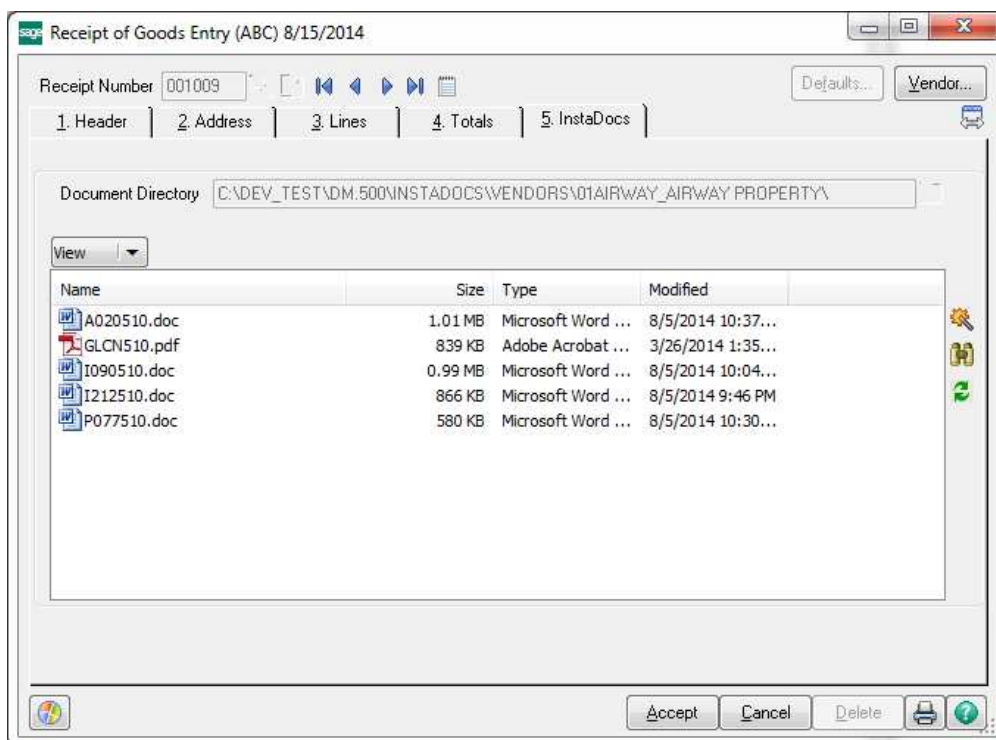 sage Receipt of Goods Entry (ABC) 8/15/2014
Receipt Number 001009 Defaults... Vendor...
1. Header 2. Address 3. Lines 4. Totals 5. InstaDocs
Document Directory C:\DEV_TEST\DM.500\INSTADOCS\VENDORS\01AIRWAY_AIRWAY PROPERTY\
View
Name Size Type Modified
A020510.doc 1.01 MB Microsoft Word ... 8/5/2014 10:37...
GLCN510.pdf 839 KB Adobe Acrobat ... 3/26/2014 1:35...
I090510.doc 0.99 MB Microsoft Word ... 8/5/2014 10:04...
I212510.doc 866 KB Microsoft Word ... 8/5/2014 9:46 PM
P077510.doc 580 KB Microsoft Word ... 8/5/2014 10:30...
Accept Cancel Delete